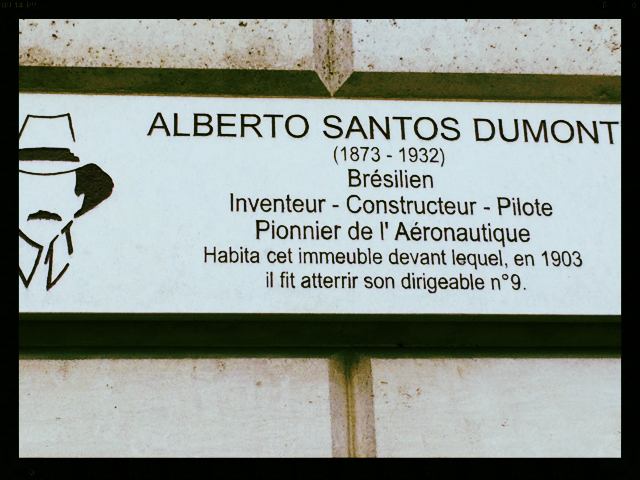 ALBERTO SANTOS DUMONT
(1873 - 1932)
Brésilien
Inventeur - Constructeur - Pilote
Pionnier de l' Aéronautique
Habita cet immeuble devant lequel, en 1903
il fit atterrir son dirigeable n°9.